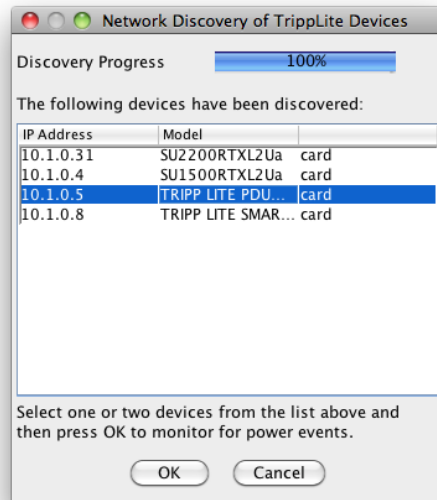 Network Discovery of TrippLite Devices
Discovery Progress 100%
The following devices have been discovered:
IP Address Model
10.1.0.31 SU2200RTXL2Ua card
10.1.0.4 SU1500RTXL2Ua card
10.1.0.5 TRIPP LITE PDU... card
10.1.0.8 TRIPP LITE SMAR... card
Select one or two devices from the list above and
then press OK to monitor for power events.
OK Cancel